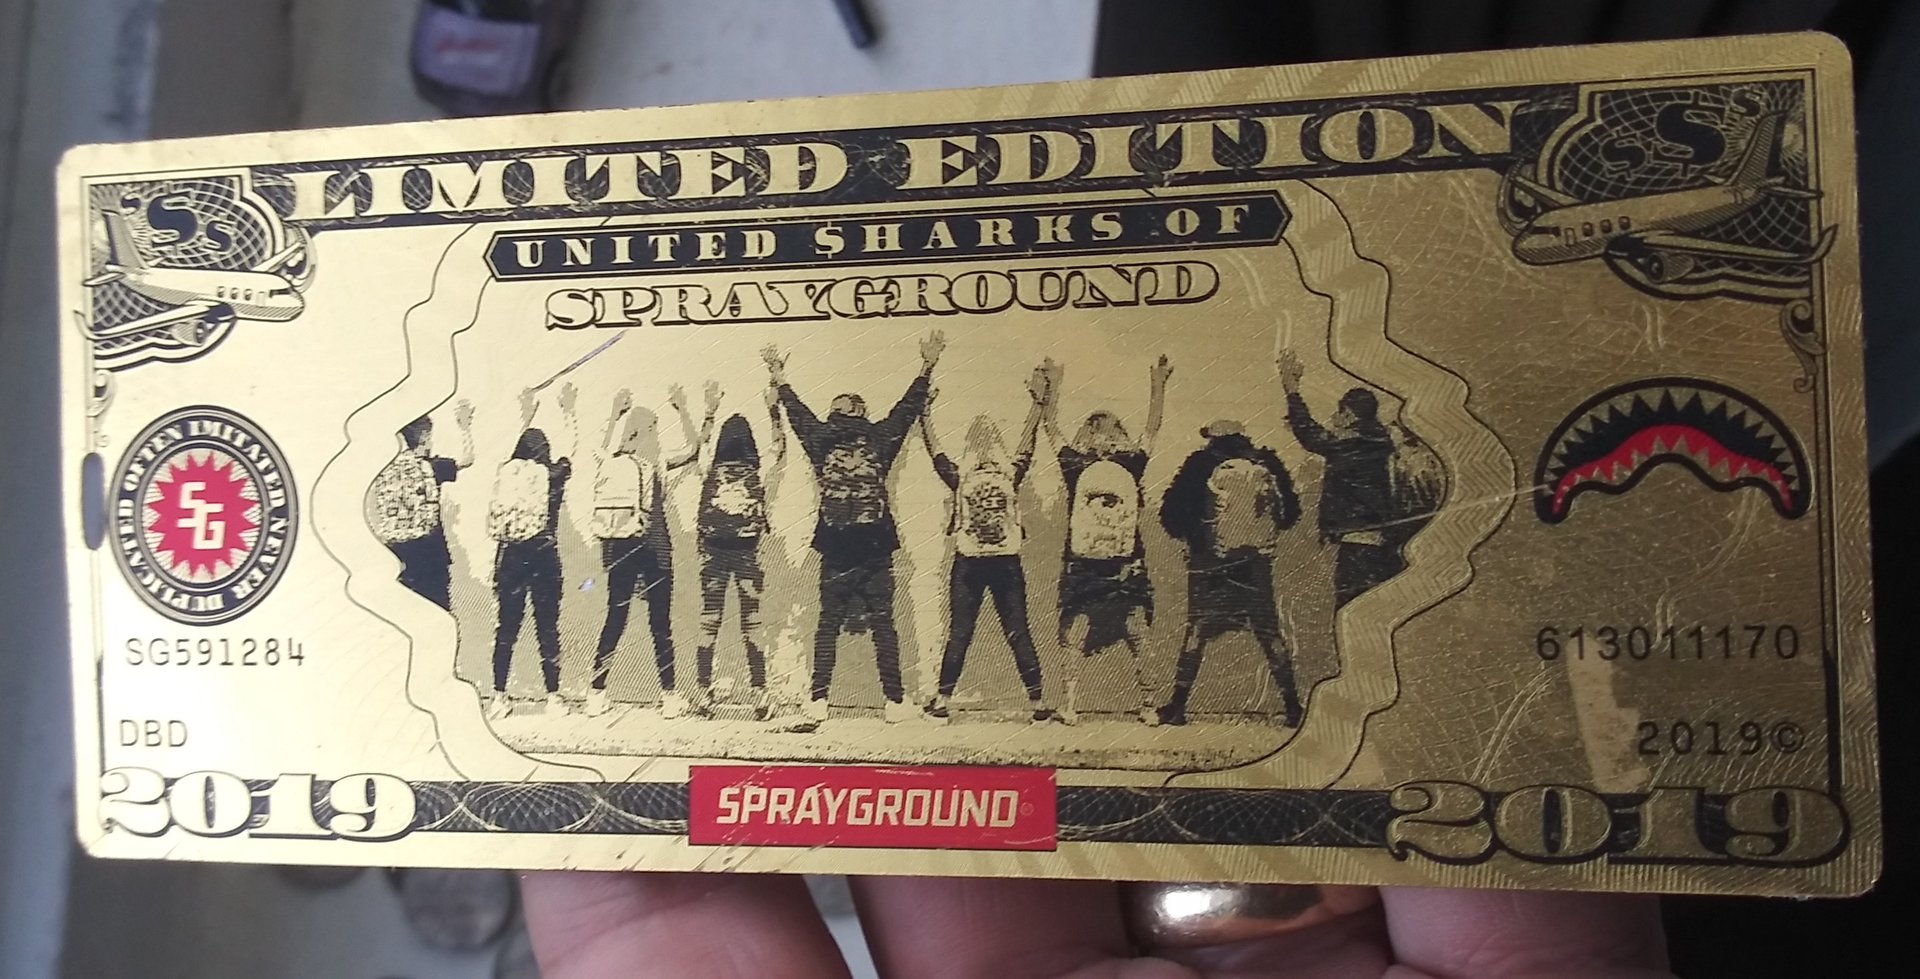 LIMITED EDITION
UNITED $HARKS OF
SPRAYGROUND
OFTEN IMITATED NEVER DUPLICATED
SG
SG591284
613011170
DBD
2019©
2019
SPRAYGROUND
2019